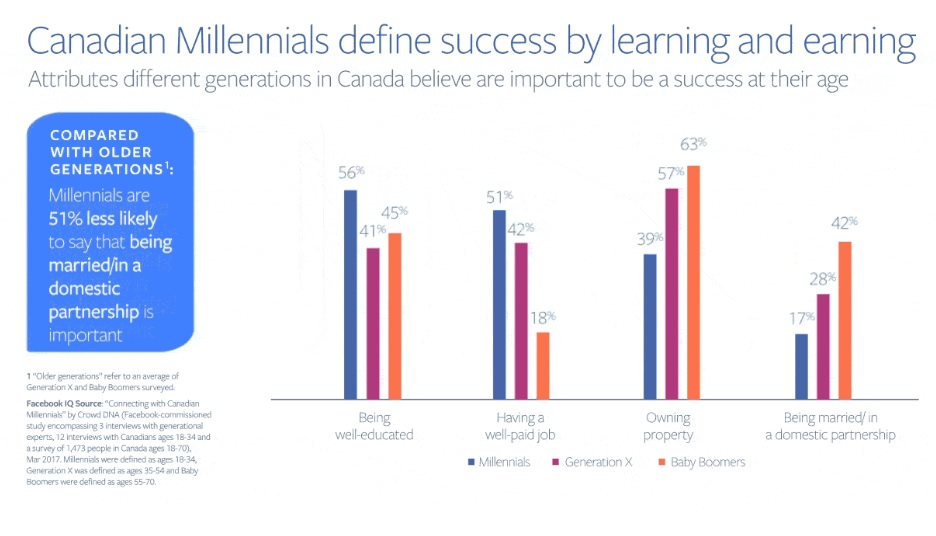 Canadian Millennials define success by learning and earning
Attributes different generations in Canada believe are important to be a success at their age
COMPARED
WITH OLDER
GENERATIONS¹:
Millennials are
51% less likely
to say that being
married/in a
domestic
partnership is
important
1 “Older generations” refer to an average of
Generation X and Baby Boomers surveyed.
Facebook IQ Source: “Connecting with Canadian
Millennials” by Crowd DNA (Facebook-commissioned
study encompassing 3 interviews with generational
experts, 12 interviews with Canadians ages 18-34 and
a survey of 1,473 people in Canada ages 18-70),
Mar 2017. Millennials were defined as ages 18-34,
Generation X was defined as ages 35-54 and Baby
Boomers were defined as ages 55-70.
56%
41%
45%
51%
42%
18%
39%
57%
63%
17%
28%
42%
Being
well-educated
Having a
well-paid job
Owning
property
Being married/ in
a domestic partnership
Millennials
Generation X
Baby Boomers